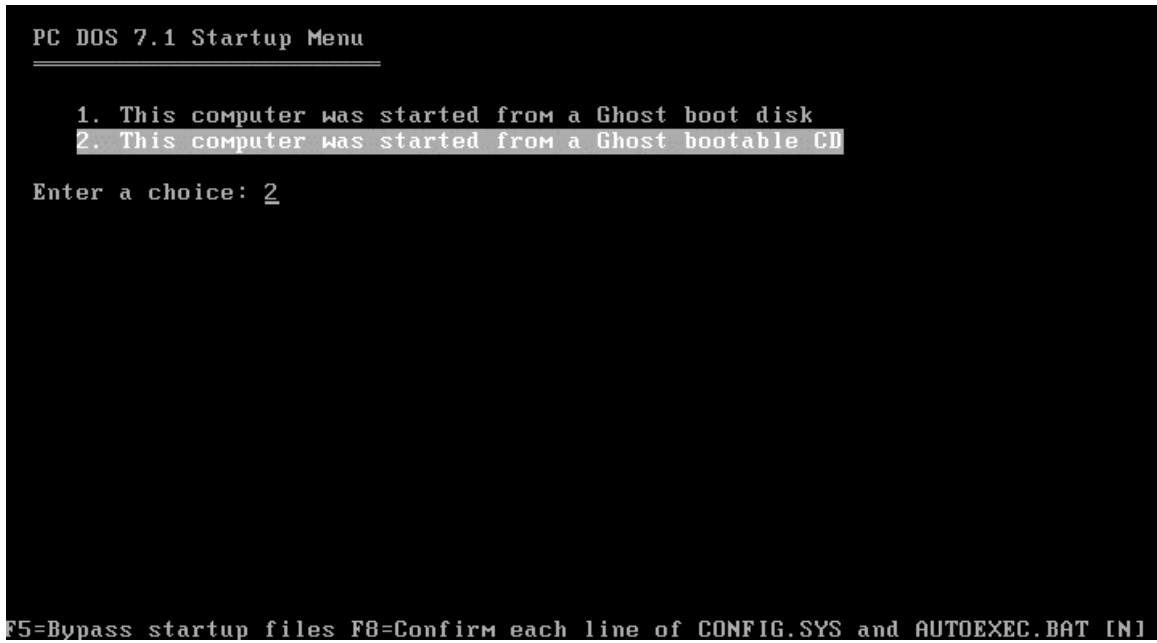 PC DOS 7.1 Startup Menu
1. This computer was started from a Ghost boot disk
2. This computer was started from a Ghost bootable CD
Enter a choice: 2
F5=Bypass startup files F8=Confirm each line of CONFIG.SYS and AUTOEXEC.BAT [N]